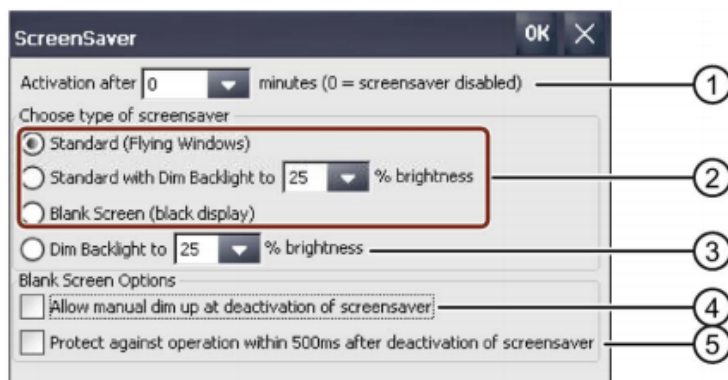 ScreenSaver OK
Activation after 0 minutes (0 = screensaver disabled) 1
Choose type of screensaver
Standard (Flying Windows)
Standard with Dim Backlight to 25 % brightness 2
Blank Screen (black display)
Dim Backlight to 25 % brightness 3
Blank Screen Options
Allow manual dim up at deactivation of screensaver 4
Protect against operation within 500ms after deactivation of screensaver 5